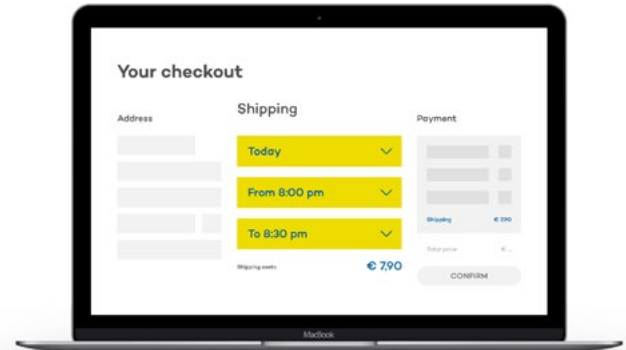 Your checkout
Address
Shipping
Today
From 8:00 pm
To 8:30 pm
Shipping costs
€ 7,90
Payment
Shipping € 7,90
Total price € ...
CONFIRM
MacBook